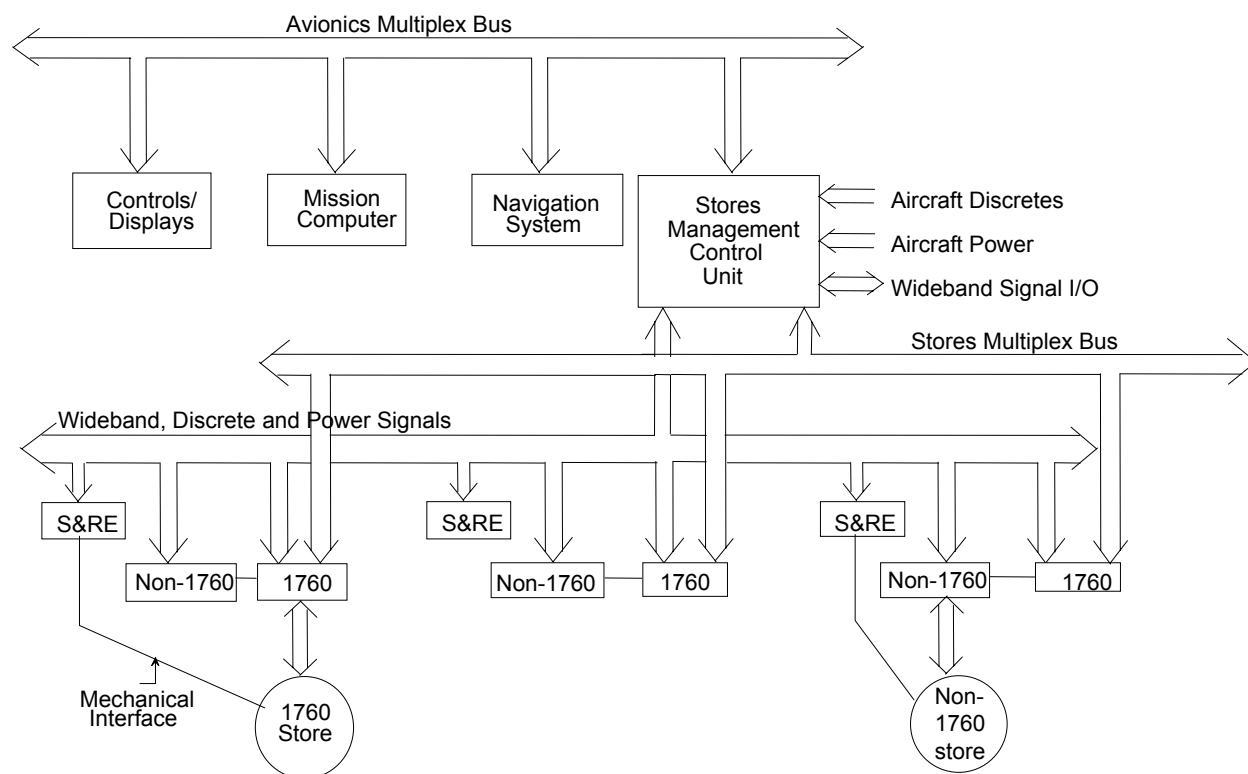 Avionics Multiplex Bus
Controls/
Displays
Mission
Computer
Navigation
System
Stores
Management
Control
Unit
Aircraft Discretes
Aircraft Power
Wideband Signal I/O
Stores Multiplex Bus
Wideband, Discrete and Power Signals
S&RE
S&RE
S&RE
Non-1760
1760
Non-1760
1760
Non-1760
1760
Mechanical
Interface
1760
Store
Non-
1760
store